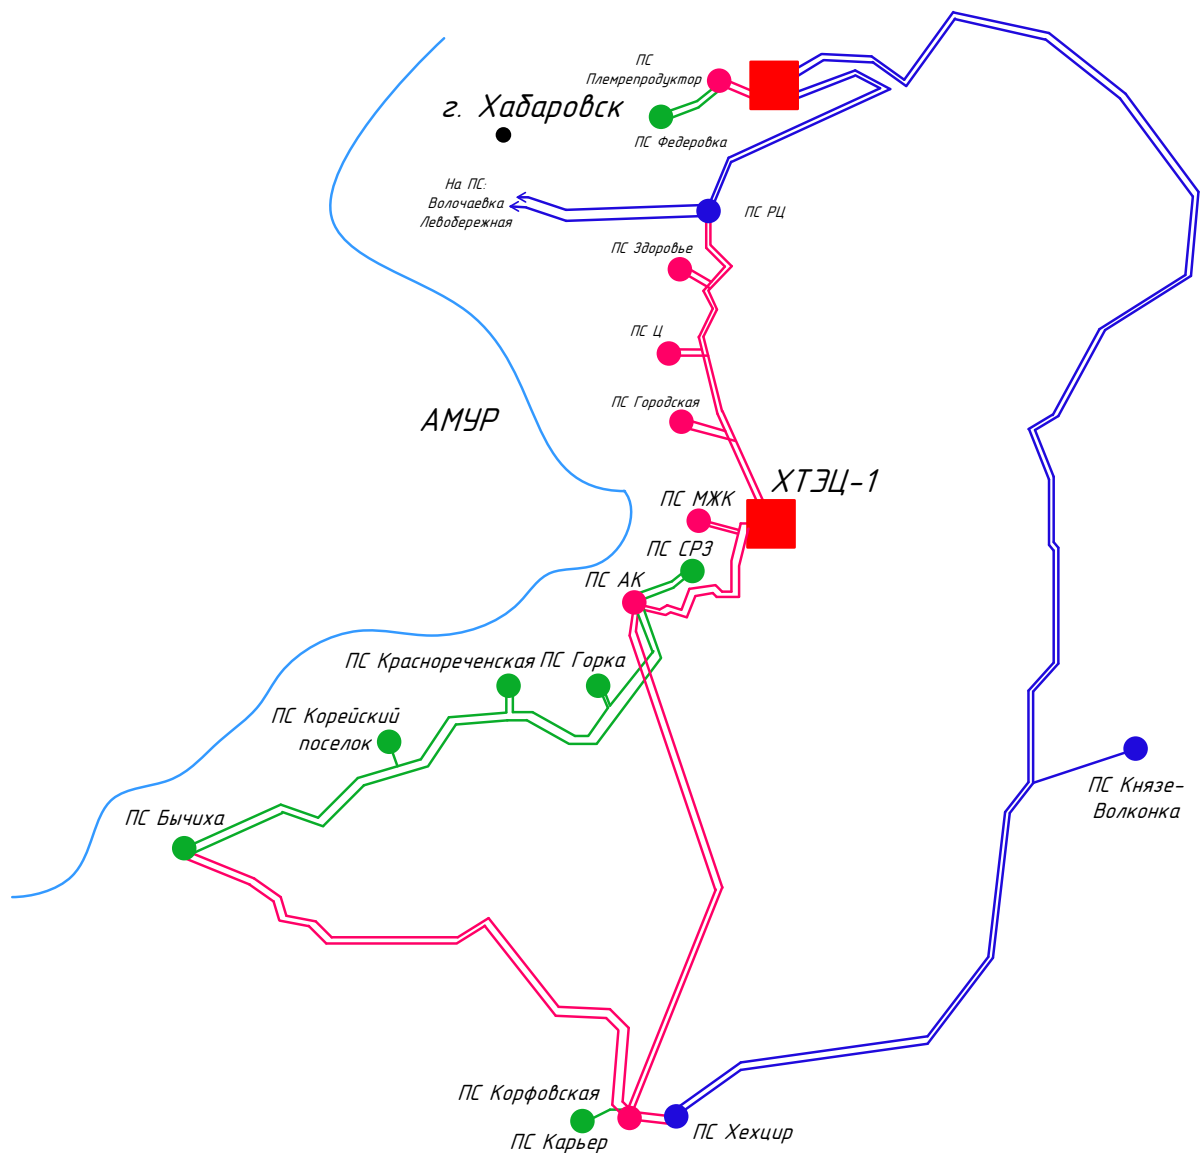 ПС
Племрепродуктор
г. Хабаровск
ПС Федеровка
На ПС:
Волочаевка
Левобережная
ПС РЦ
ПС Здоровье
ПС Ц
ПС Городская
АМУР
ХТЭЦ-1
ПС МЖК
ПС СРЗ
ПС АК
ПС Краснореченская
ПС Горка
ПС Корейский
поселок
ПС Князе-
Волконка
ПС Бычиха
ПС Корфовская
ПС Карьер
ПС Хехцир